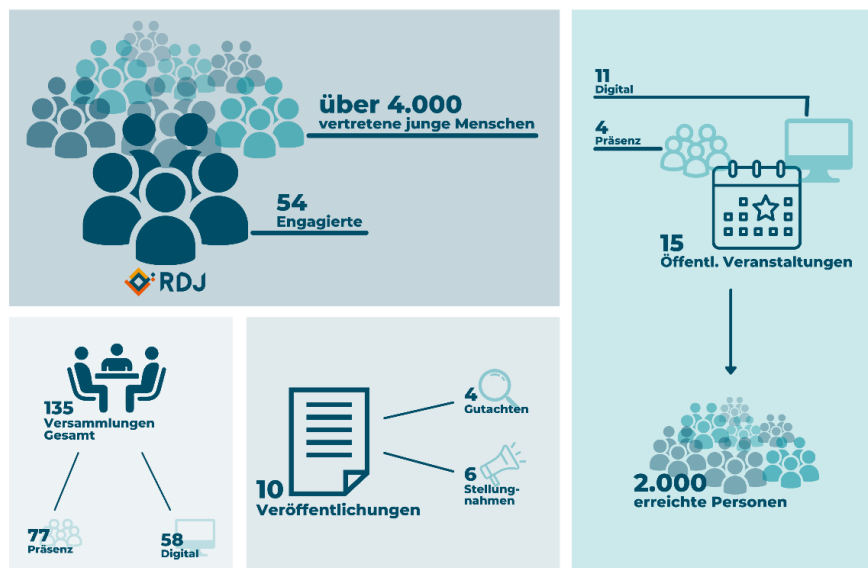 über 4.000
vertretene junge Menschen
54
Engagierte
RDJ
135
Versammlungen
Gesamt
77
Präsenz
58
Digital
10
Veröffentlichungen
4
Gutachten
6
Stellung-
nahmen
11
Digital
4
Präsenz
15
Öffentl. Veranstaltungen
2.000
erreichte Personen